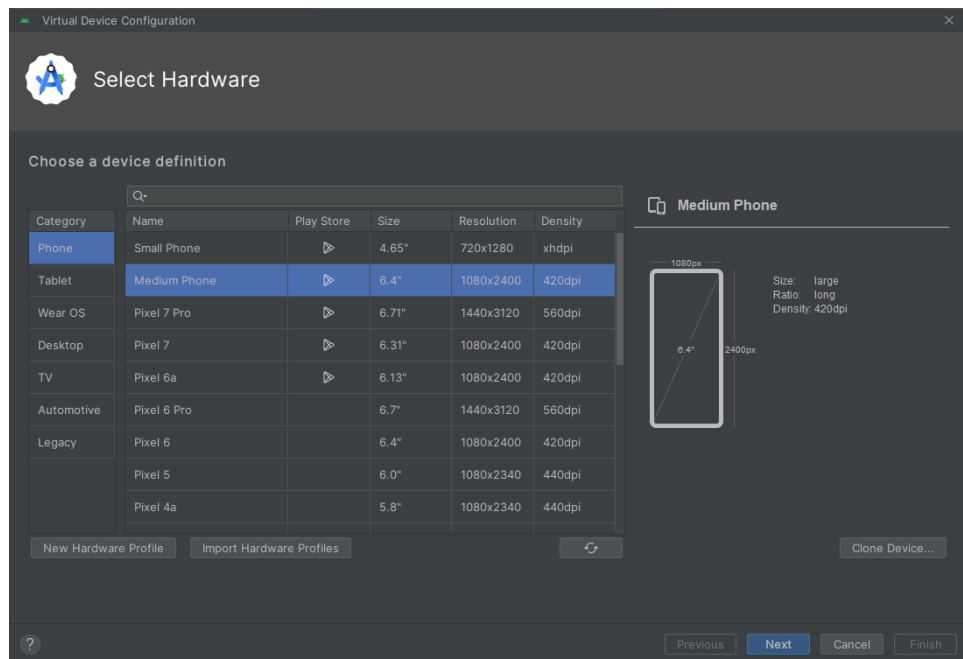 Virtual Device Configuration
Select Hardware
Choose a device definition
Category
Phone
Tablet
Wear OS
Desktop
TV
Automotive
Legacy
Name Play Store Size Resolution Density
Small Phone 4.65" 720x1280 xhdpi
Medium Phone 6.4" 1080x2400 420dpi
Pixel 7 Pro 6.71" 1440x3120 560dpi
Pixel 7 6.31" 1080x2400 420dpi
Pixel 6a 6.13" 1080x2400 420dpi
Pixel 6 Pro 6.7" 1440x3120 560dpi
Pixel 6 6.4" 1080x2400 420dpi
Pixel 5 6.0" 1080x2340 440dpi
Pixel 4a 5.8" 1080x2340 440dpi
New Hardware Profile Import Hardware Profiles
Medium Phone
1080px
6.4" 2400px
Size: large
Ratio: long
Density: 420dpi
Clone Device...
? Previous Next Cancel Finish